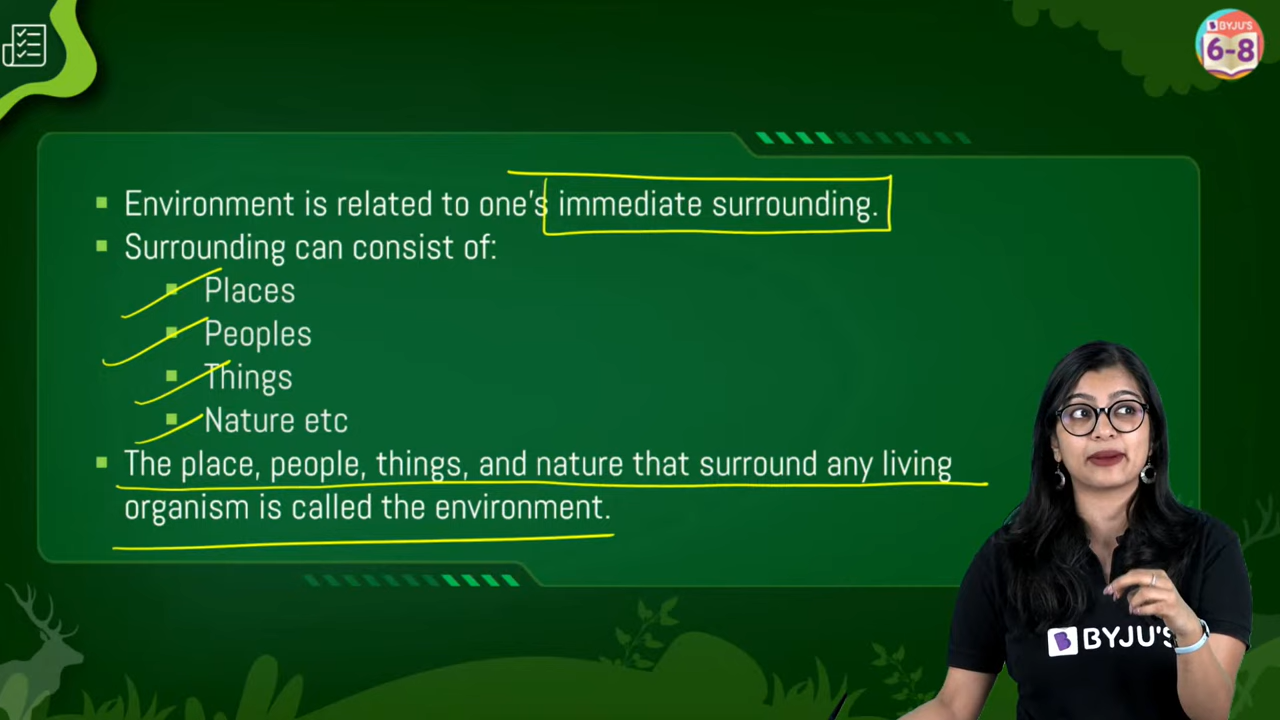 BYJU'S
6-8
Environment is related to one's immediate surrounding.
Surrounding can consist of:
Places
Peoples
Things
Nature etc
The place, people, things, and nature that surround any living
organism is called the environment.
BYJU'S